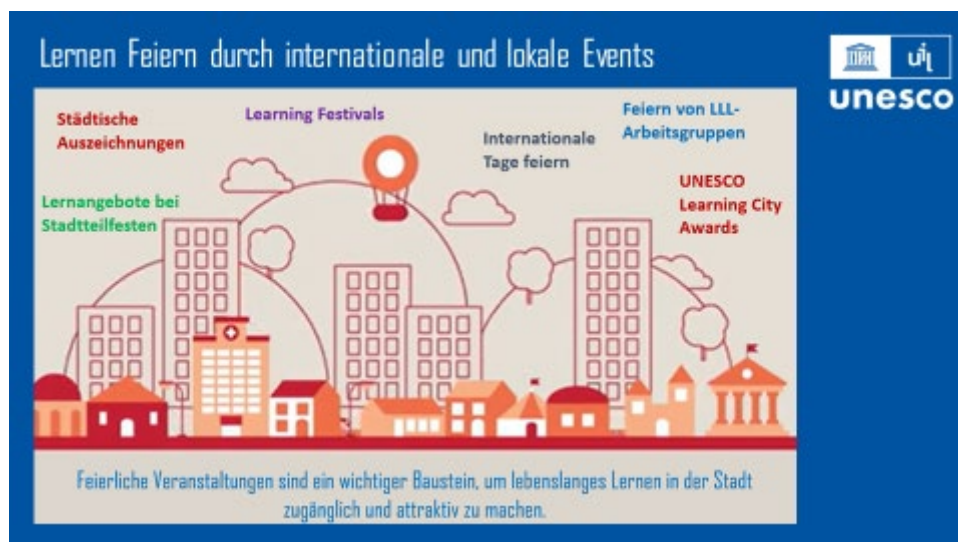 Lernen Feiern durch internationale und lokale Events
uil
unesco
Städtische
Auszeichnungen
Learning Festivals
Internationale
Tage feiern
Feiern von LLL-
Arbeitsgruppen
Lernangebote bei
Stadtteilfesten
UNESCO
Learning City
Awards
Feierliche Veranstaltungen sind ein wichtiger Baustein, um lebenslanges Lernen in der Stadt
zugänglich und attraktiv zu machen.